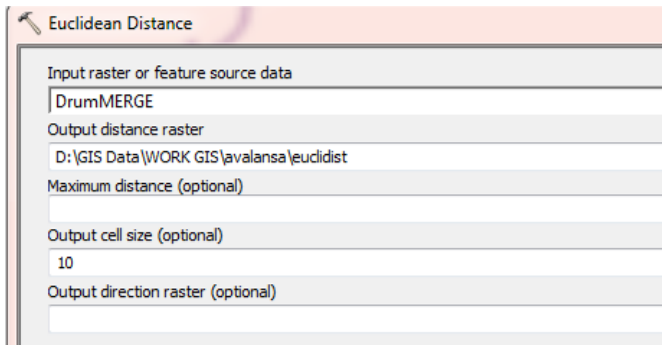 Euclidean Distance
Input raster or feature source data
DrumMERGE
Output distance raster
D:\GIS Data\WORK GIS\avalansa\euclidist
Maximum distance (optional)
Output cell size (optional)
10
Output direction raster (optional)